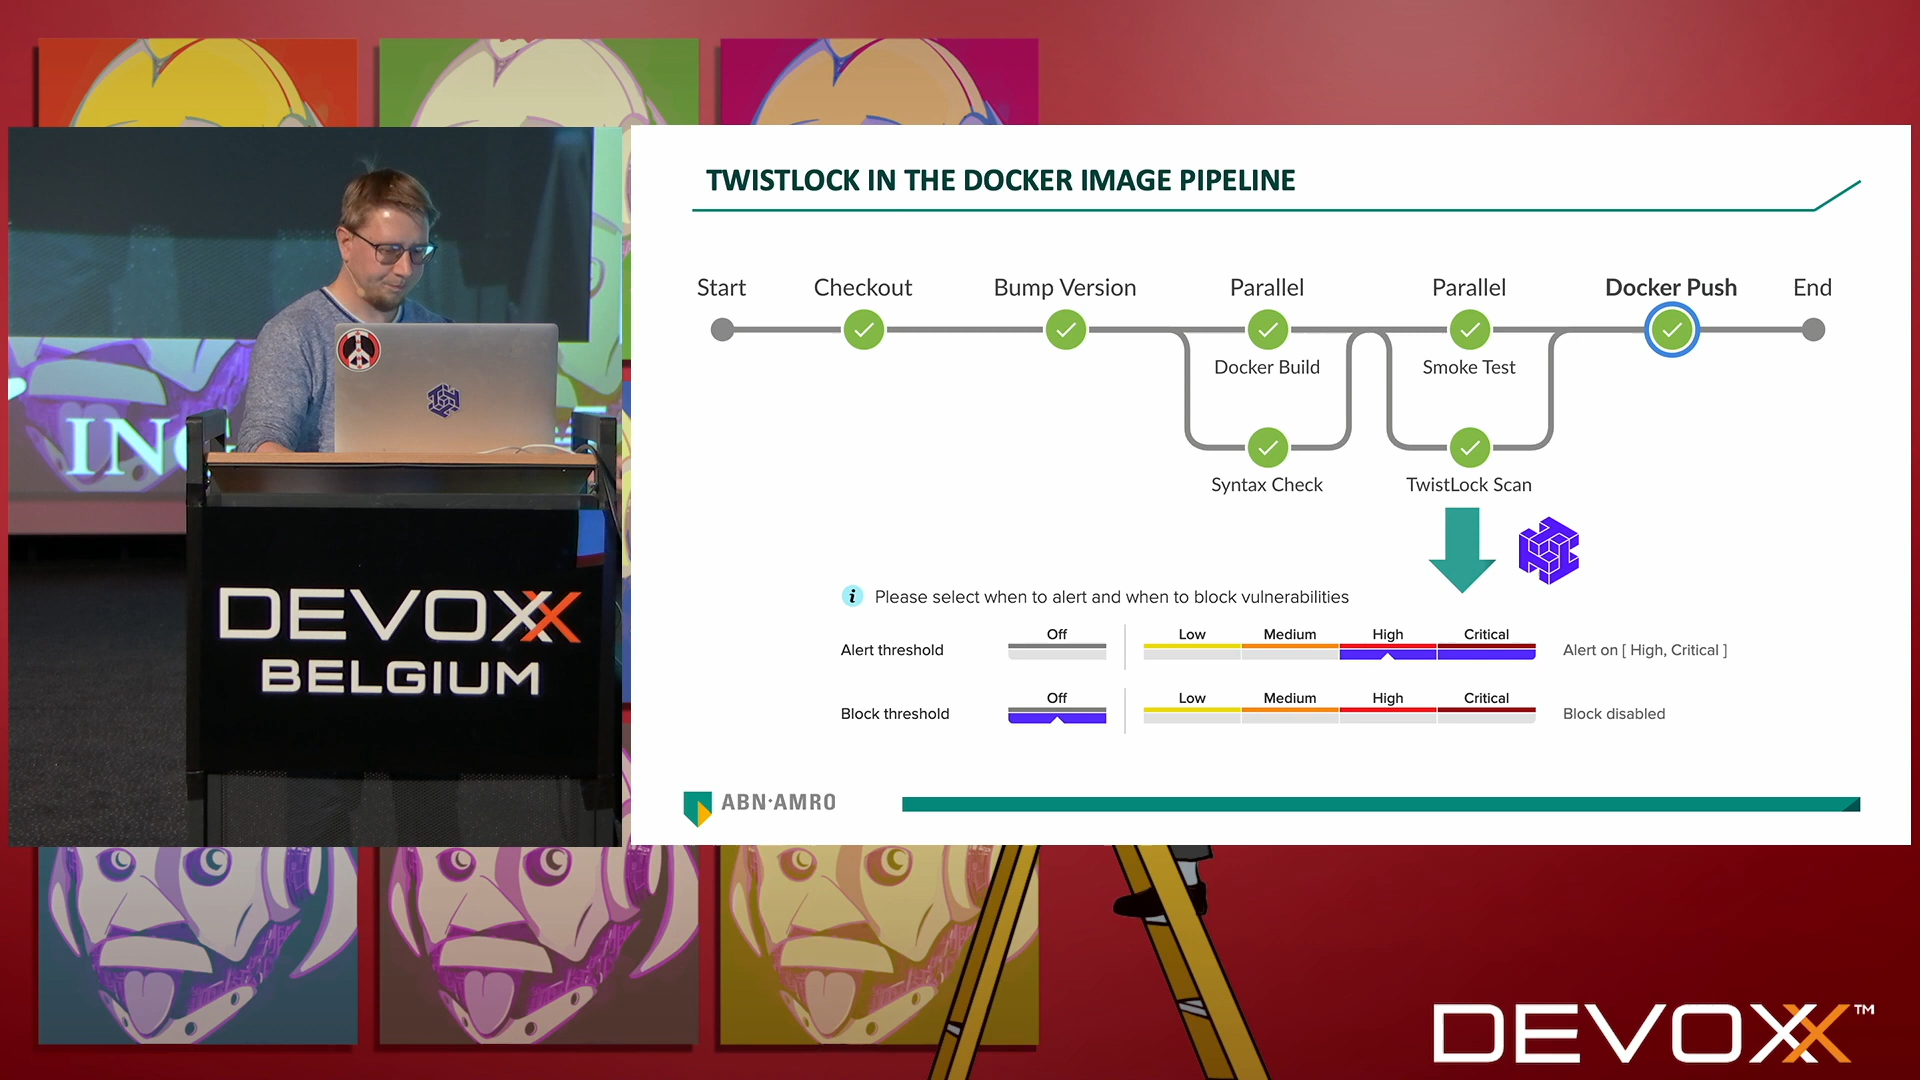 TWISTLOCK IN THE DOCKER IMAGE PIPELINE
Start Checkout Bump Version Parallel Parallel Docker Push End
Docker Build Smoke Test
Syntax Check TwistLock Scan
i Please select when to alert and when to block vulnerabilities
Off Low Medium High Critical
Alert threshold Alert on [ High, Critical ]
Off Low Medium High Critical
Block threshold Block disabled
ABN·AMRO
ING
DEVOXX
BELGIUM
DEVOXX™